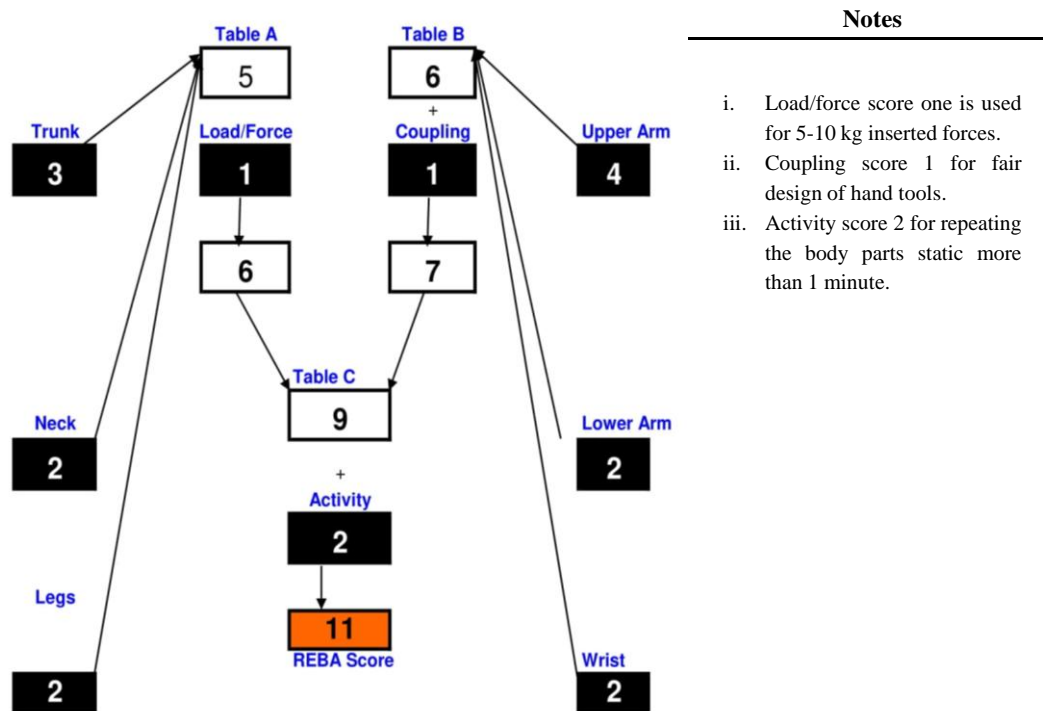 Table A
Table B
5
6
+
Trunk
Load/Force
Coupling
Upper Arm
3
1
1
4
6
7
Table C
9
Neck
Lower Arm
2
2
+
Activity
2
Legs
11
REBA Score
Wrist
2
2
Notes
i. Load/force score one is used
for 5-10 kg inserted forces.
ii. Coupling score 1 for fair
design of hand tools.
iii. Activity score 2 for repeating
the body parts static more
than 1 minute.